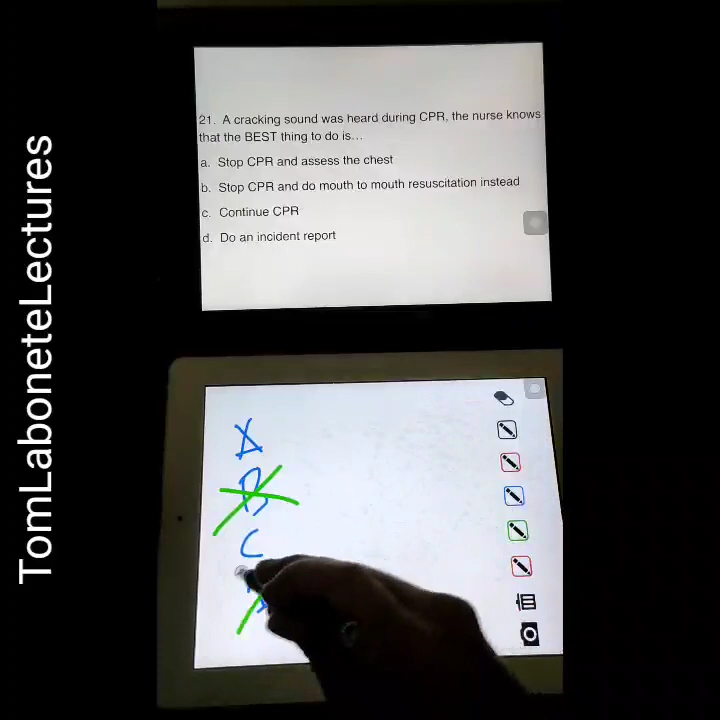 TomLaboneteLectures
21. A cracking sound was heard during CPR, the nurse knows
that the BEST thing to do is...
a. Stop CPR and assess the chest
b. Stop CPR and do mouth to mouth resuscitation instead
c. Continue CPR
d. Do an incident report
A
B
C